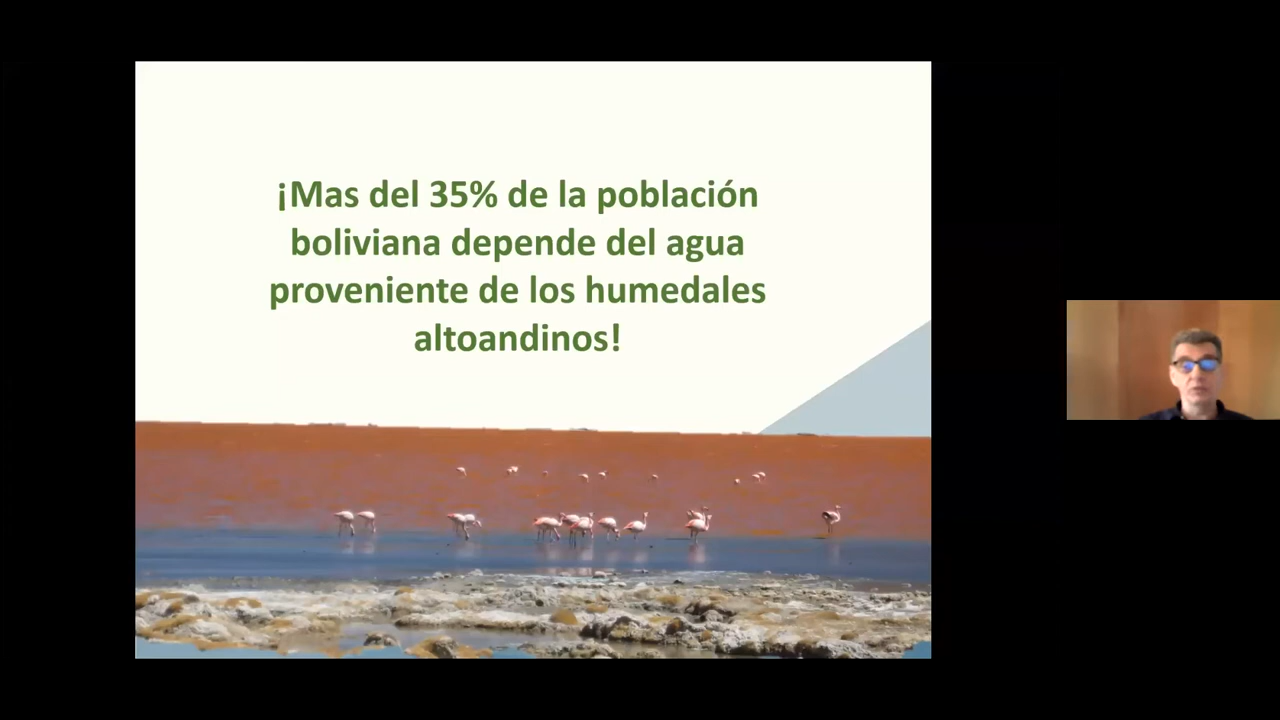 ¡Mas del 35% de la población
boliviana depende del agua
proveniente de los humedales
altoandinos!